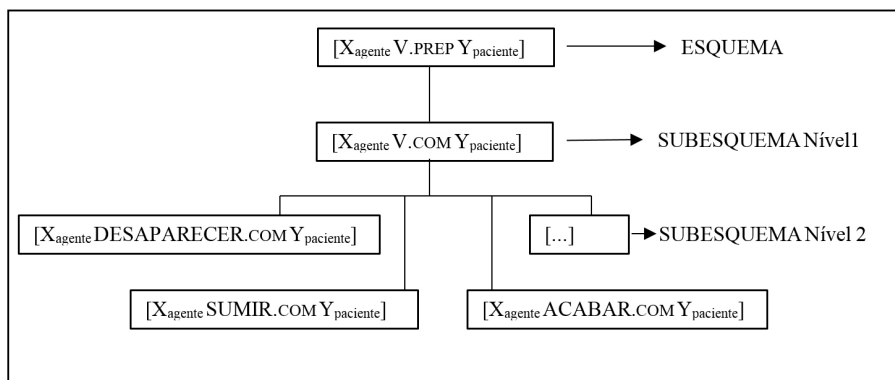 [Xagente V.PREP Ypaciente] ESQUEMA
[Xagente V.COM Ypaciente] SUBESQUEMA Nível1
[Xagente DESAPARECER.COM Ypaciente] [...] SUBESQUEMA Nível 2
[Xagente SUMIR.COM Ypaciente] [Xagente ACABAR.COM Ypaciente]